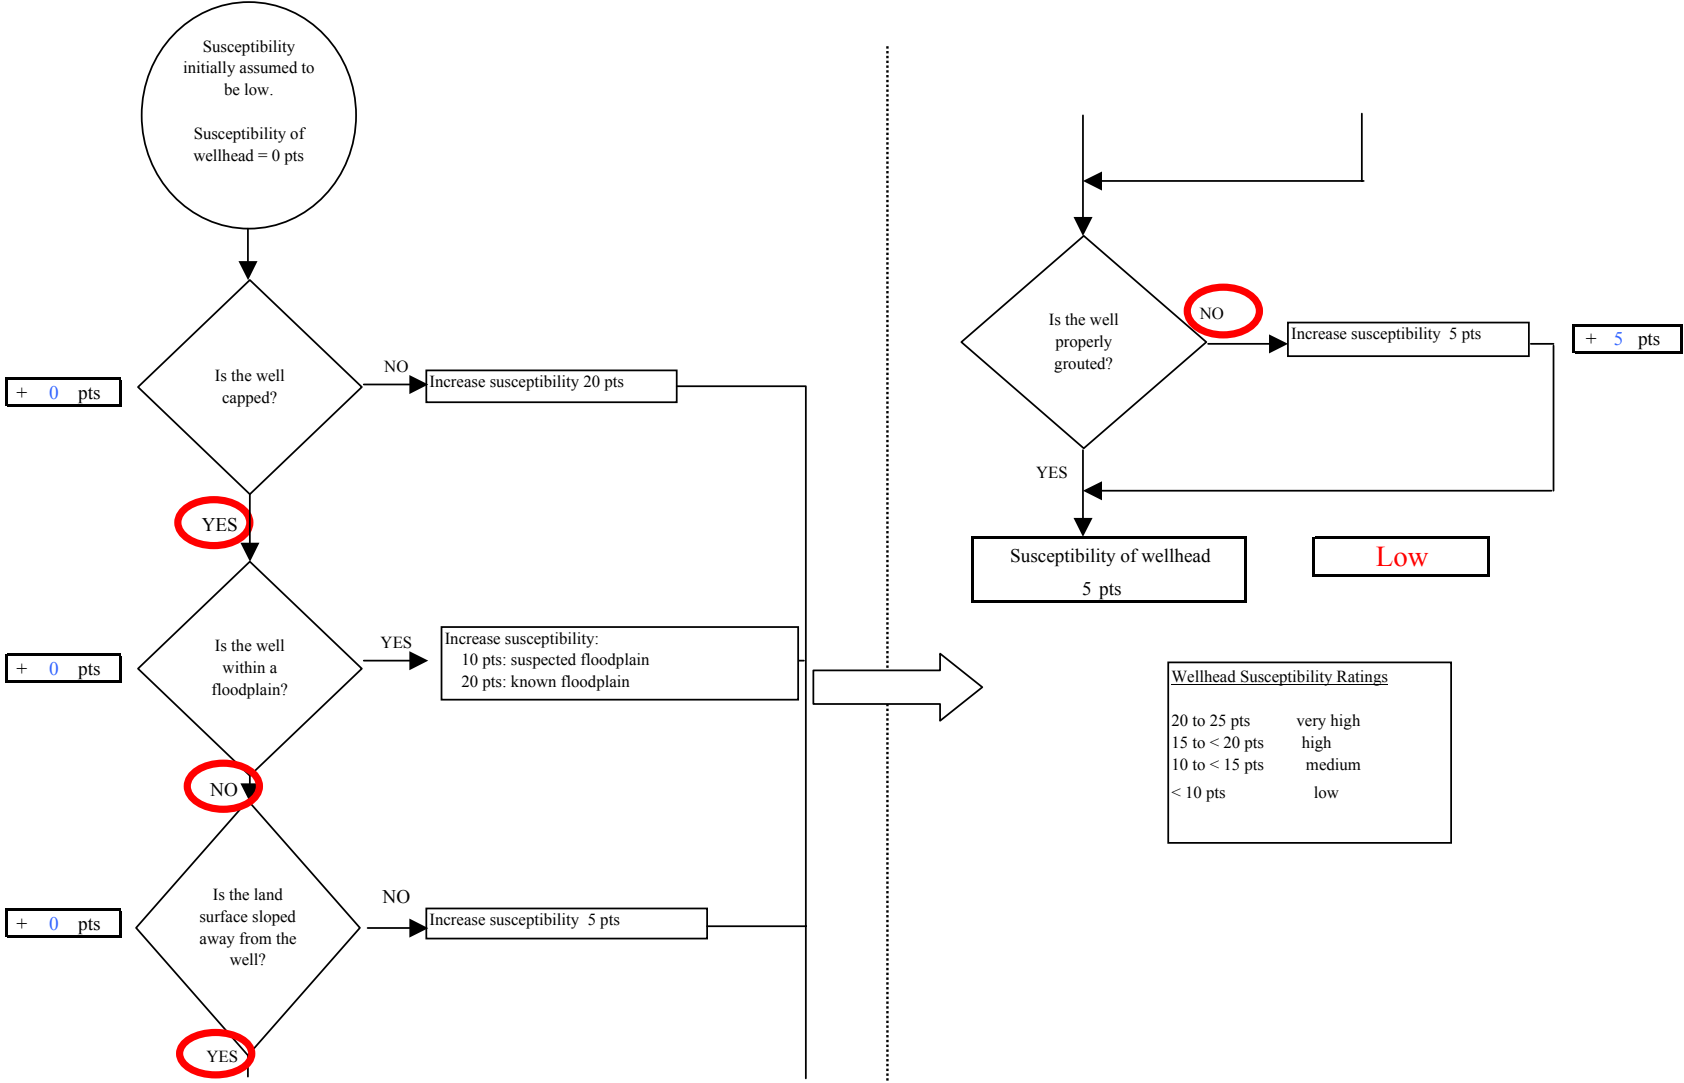 Susceptibility
initially assumed to
be low.
Susceptibility of
wellhead = 0 pts
Is the well
capped?
NO
Increase susceptibility 20 pts
+ 0 pts
YES
Is the well
within a
floodplain?
YES
Increase susceptibility:
10 pts: suspected floodplain
20 pts: known floodplain
+ 0 pts
NO
Is the land
surface sloped
away from the
well?
NO
Increase susceptibility 5 pts
+ 0 pts
YES
Is the well
properly
grouted?
NO
Increase susceptibility 5 pts
+ 5 pts
YES
Susceptibility of wellhead
5 pts
Low
Wellhead Susceptibility Ratings
20 to 25 pts very high
15 to < 20 pts high
10 to < 15 pts medium
< 10 pts low